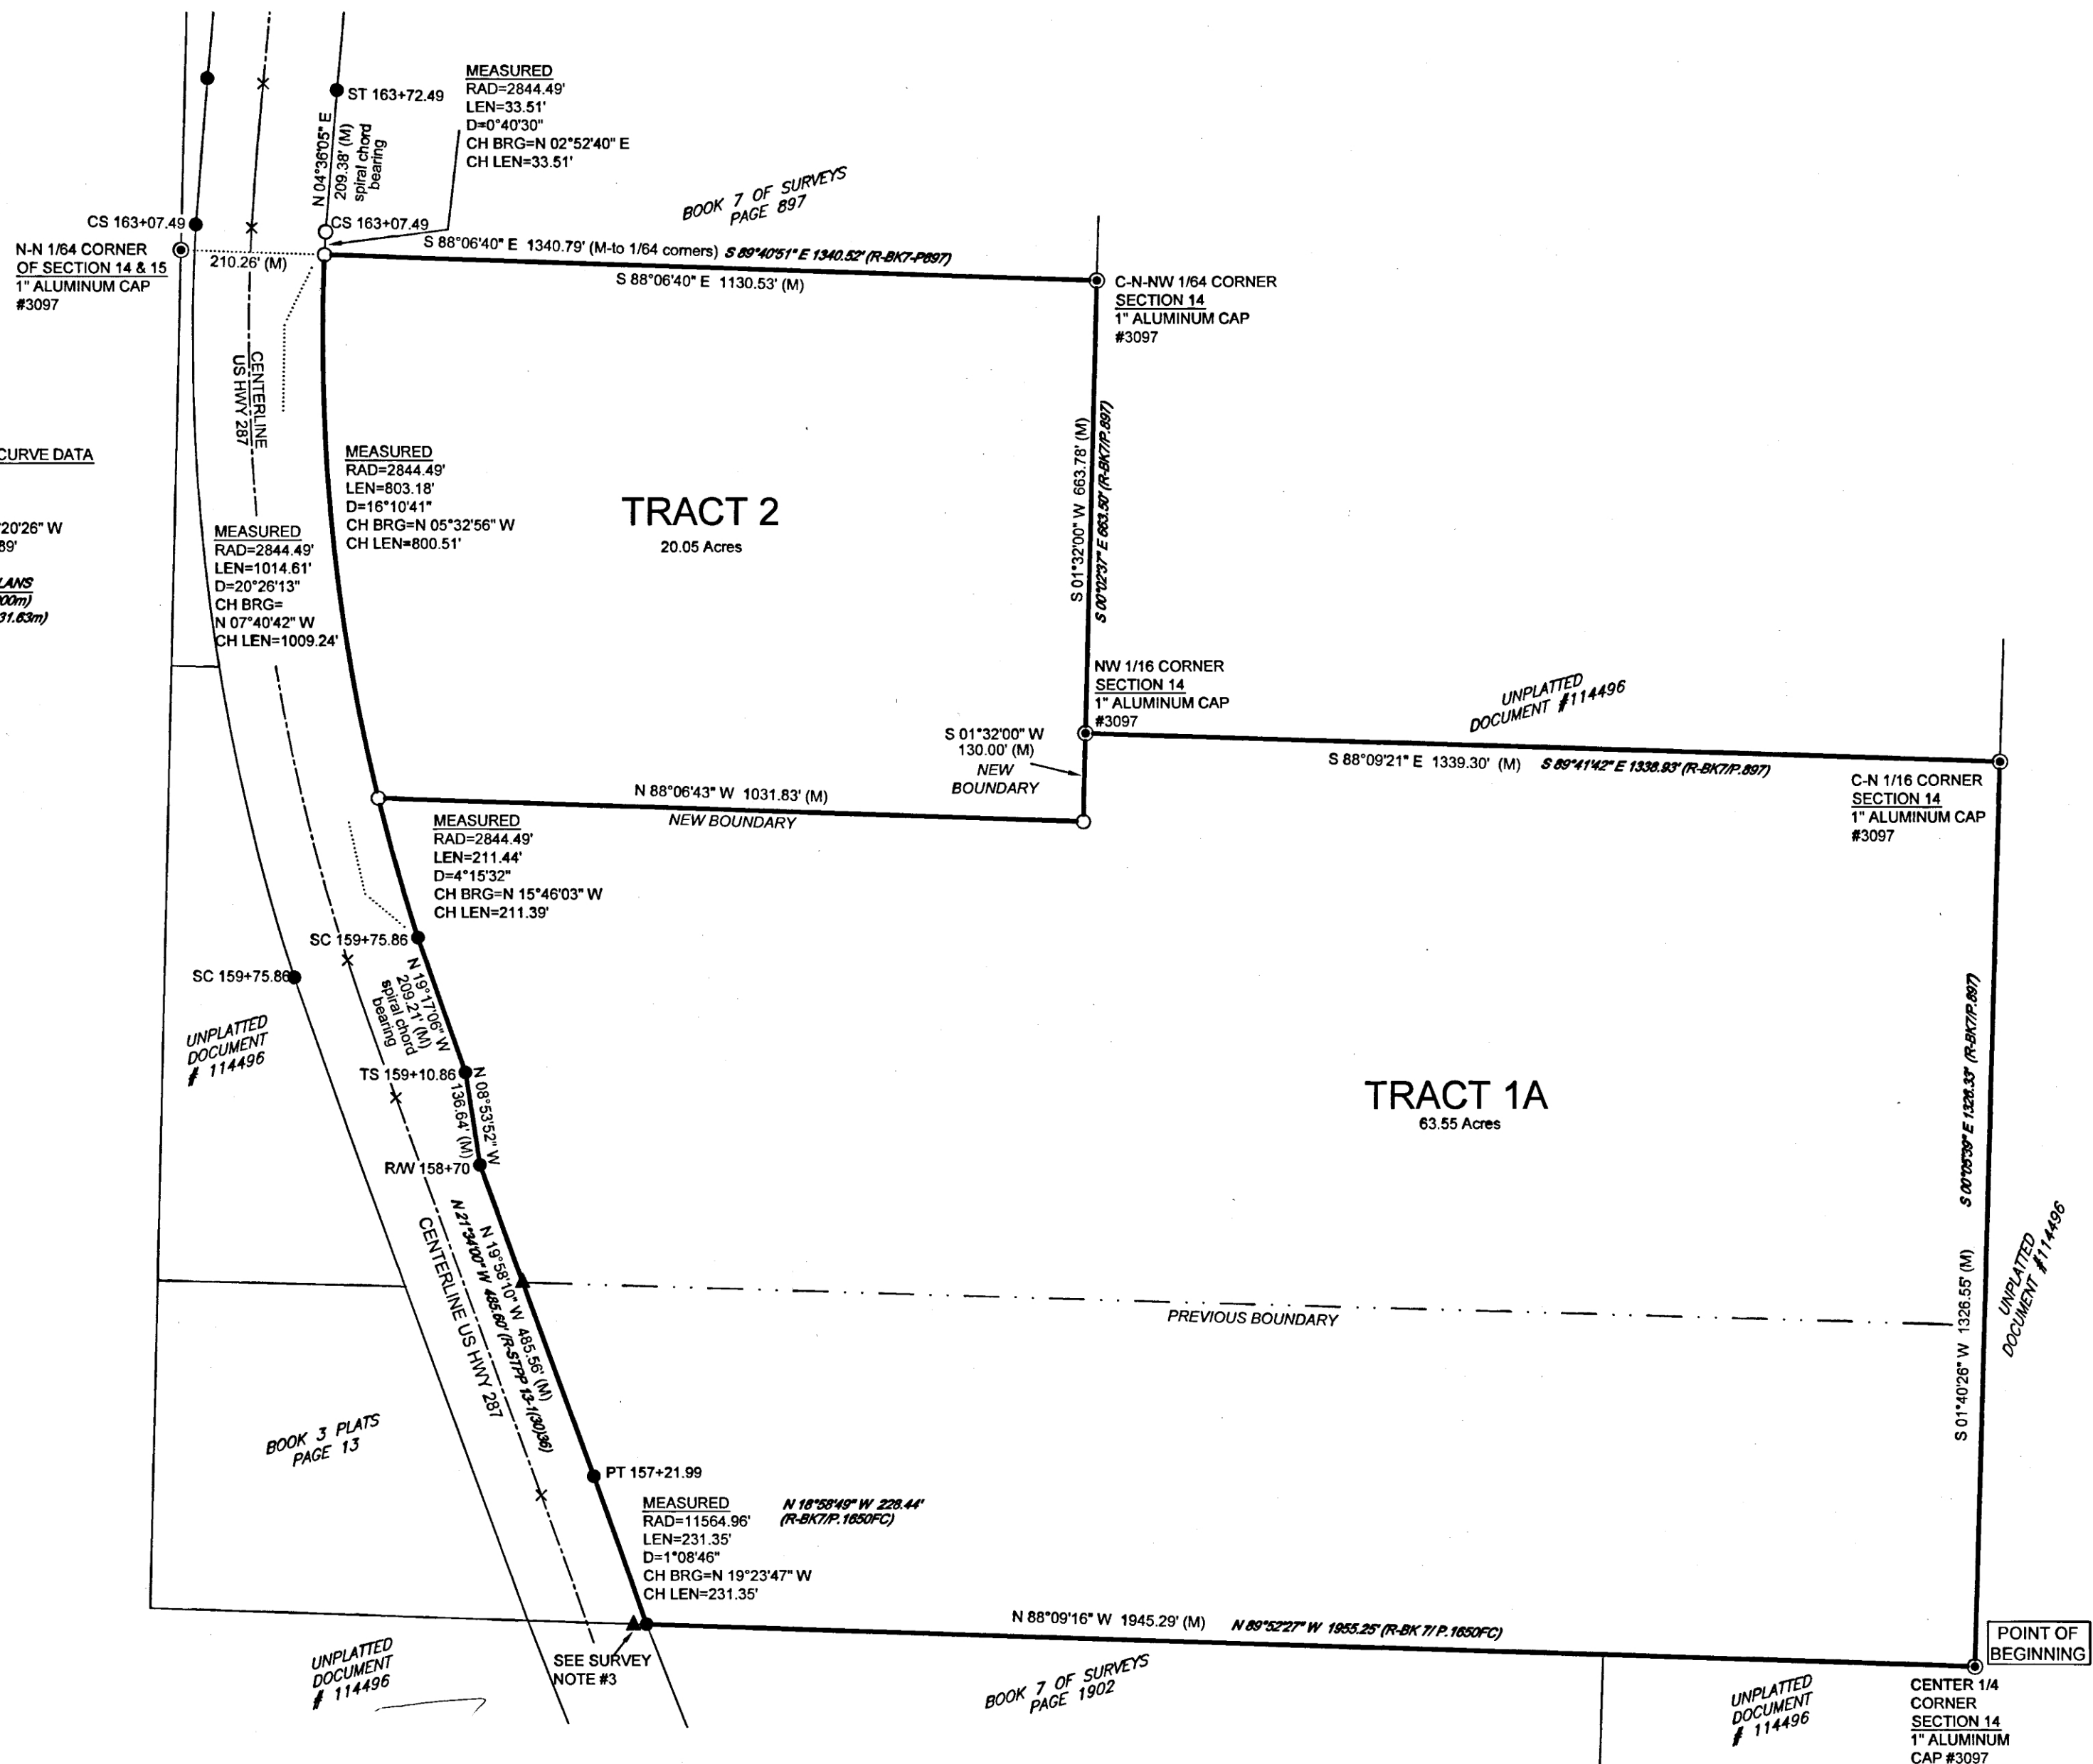 MEASURED
RAD=2844.49'
LEN=33.51'
D=0°40'30"
CH BRG=N 02°52'40" E
CH LEN=33.51'
ST 163+72.49
N 04°36'05" E
209.38' (M)
spiral chord
bearing
BOOK 7 OF SURVEYS
PAGE 897
CS 163+07.49
CS 163+07.49
N-N 1/64 CORNER
OF SECTION 14 & 15
1" ALUMINUM CAP
#3097
210.26' (M)
S 88°06'40" E 1340.79' (M-to 1/64 corners) S 89°40'51" E 1340.52' (R-BK7-P897)
S 88°06'40" E 1130.53' (M)
C-N-NW 1/64 CORNER
SECTION 14
1" ALUMINUM CAP
#3097
CENTERLINE
US HWY 287
CURVE DATA
20'26" W
89'
LANS
00m)
31.63m)
MEASURED
RAD=2844.49'
LEN=803.18'
D=16°10'41"
CH BRG=N 05°32'56" W
CH LEN=800.51'
MEASURED
RAD=2844.49'
LEN=1014.61'
D=20°26'13"
CH BRG=
N 07°40'42" W
CH LEN=1009.24'
TRACT 2
20.05 Acres
S 01°32'00" W 663.78' (M)
S 00°02'37" E 663.50' (R-BK7/P.897)
NW 1/16 CORNER
SECTION 14
1" ALUMINUM CAP
#3097
UNPLATTED
DOCUMENT #114496
S 01°32'00" W
130.00' (M)
NEW
BOUNDARY
S 88°09'21" E 1339.30' (M) S 89°41'42" E 1338.93' (R-BK7/P.897)
C-N 1/16 CORNER
SECTION 14
1" ALUMINUM CAP
#3097
N 88°06'43" W 1031.83' (M)
NEW BOUNDARY
MEASURED
RAD=2844.49'
LEN=211.44'
D=4°15'32"
CH BRG=N 15°46'03" W
CH LEN=211.39'
SC 159+75.86
SC 159+75.86
N 19°17'06" W
209.21' (M)
spiral chord
bearing
UNPLATTED
DOCUMENT
# 114496
TS 159+10.86
N 08°53'52" W
136.64' (M)
R/W 158+70
TRACT 1A
63.55 Acres
S 00°05'39" E 1326.33' (R-BK7/P.897)
S 01°40'26" W 1326.55' (M)
UNPLATTED
DOCUMENT #114496
N 19°58'10" W 485.56' (M)
N 21°34'00" W 485.60' (R-STPP 13-1(30)36)
CENTERLINE US HWY 287
PREVIOUS BOUNDARY
BOOK 3 PLATS
PAGE 13
PT 157+21.99
MEASURED
RAD=11564.96'
LEN=231.35'
D=1°08'46"
CH BRG=N 19°23'47" W
CH LEN=231.35'
N 18°58'49" W 228.44'
(R-BK7/P.1650FC)
N 88°09'16" W 1945.29' (M) N 89°52'27" W 1955.25' (R-BK 7/ P.1650FC)
POINT OF
BEGINNING
SEE SURVEY
NOTE #3
UNPLATTED
DOCUMENT
# 114496
BOOK 7 OF SURVEYS
PAGE 1902
UNPLATTED
DOCUMENT
# 114496
CENTER 1/4
CORNER
SECTION 14
1" ALUMINUM
CAP #3097